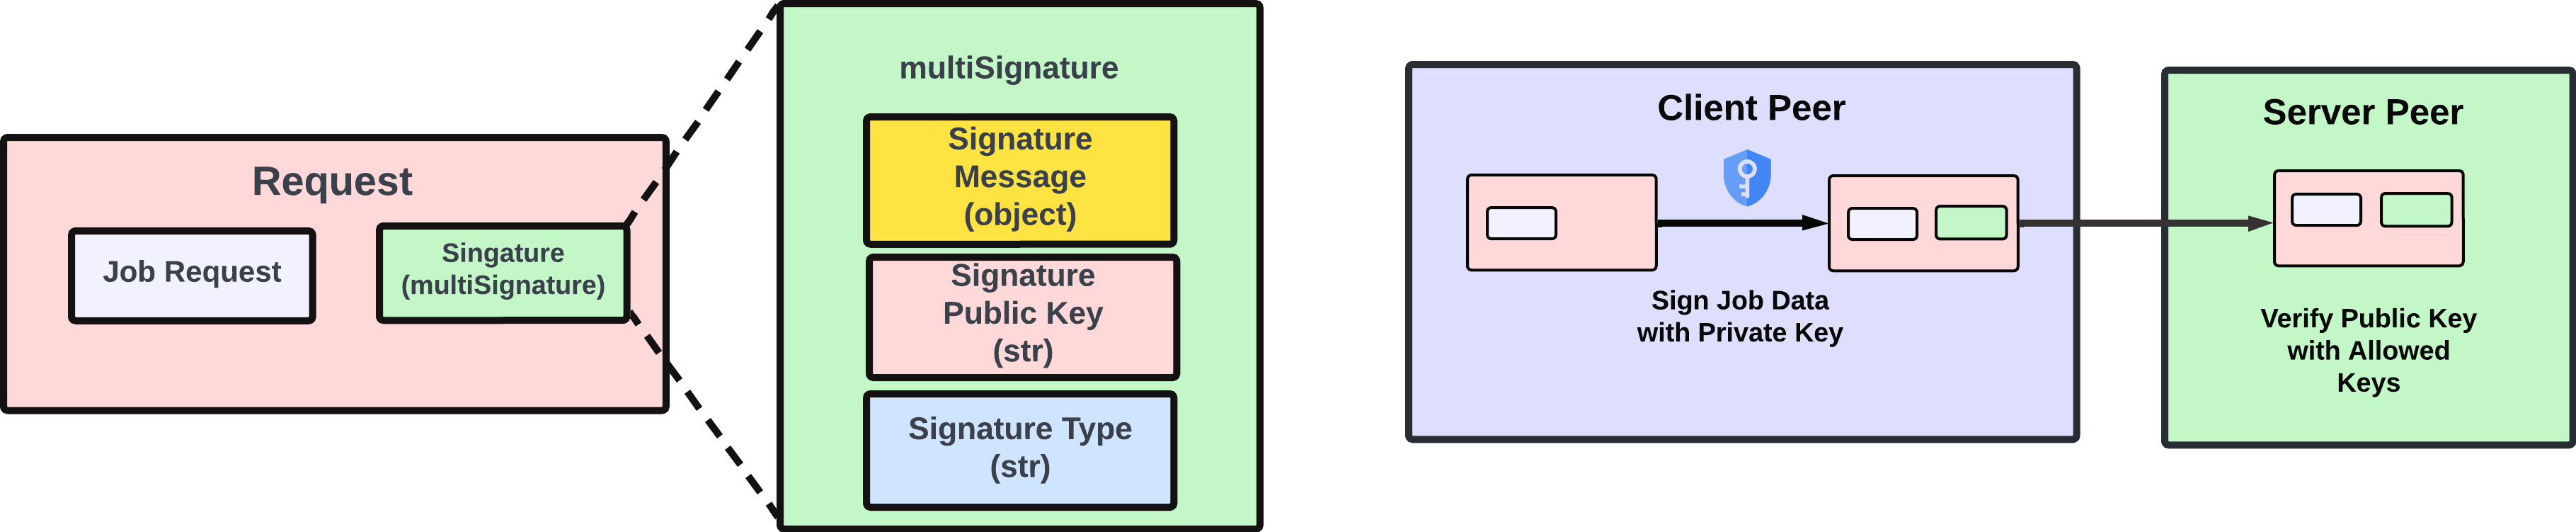 Request
Job Request
Singature
(multiSignature)
multiSignature
Signature
Message
(object)
Signature
Public Key
(str)
Signature Type
(str)
Client Peer
Sign Job Data
with Private Key
Server Peer
Verify Public Key
with Allowed
Keys